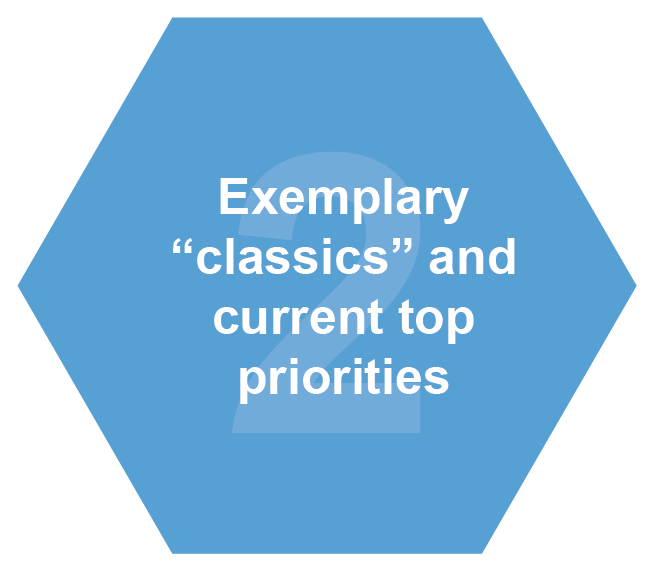 2
Exemplary
“classics” and
current top
priorities